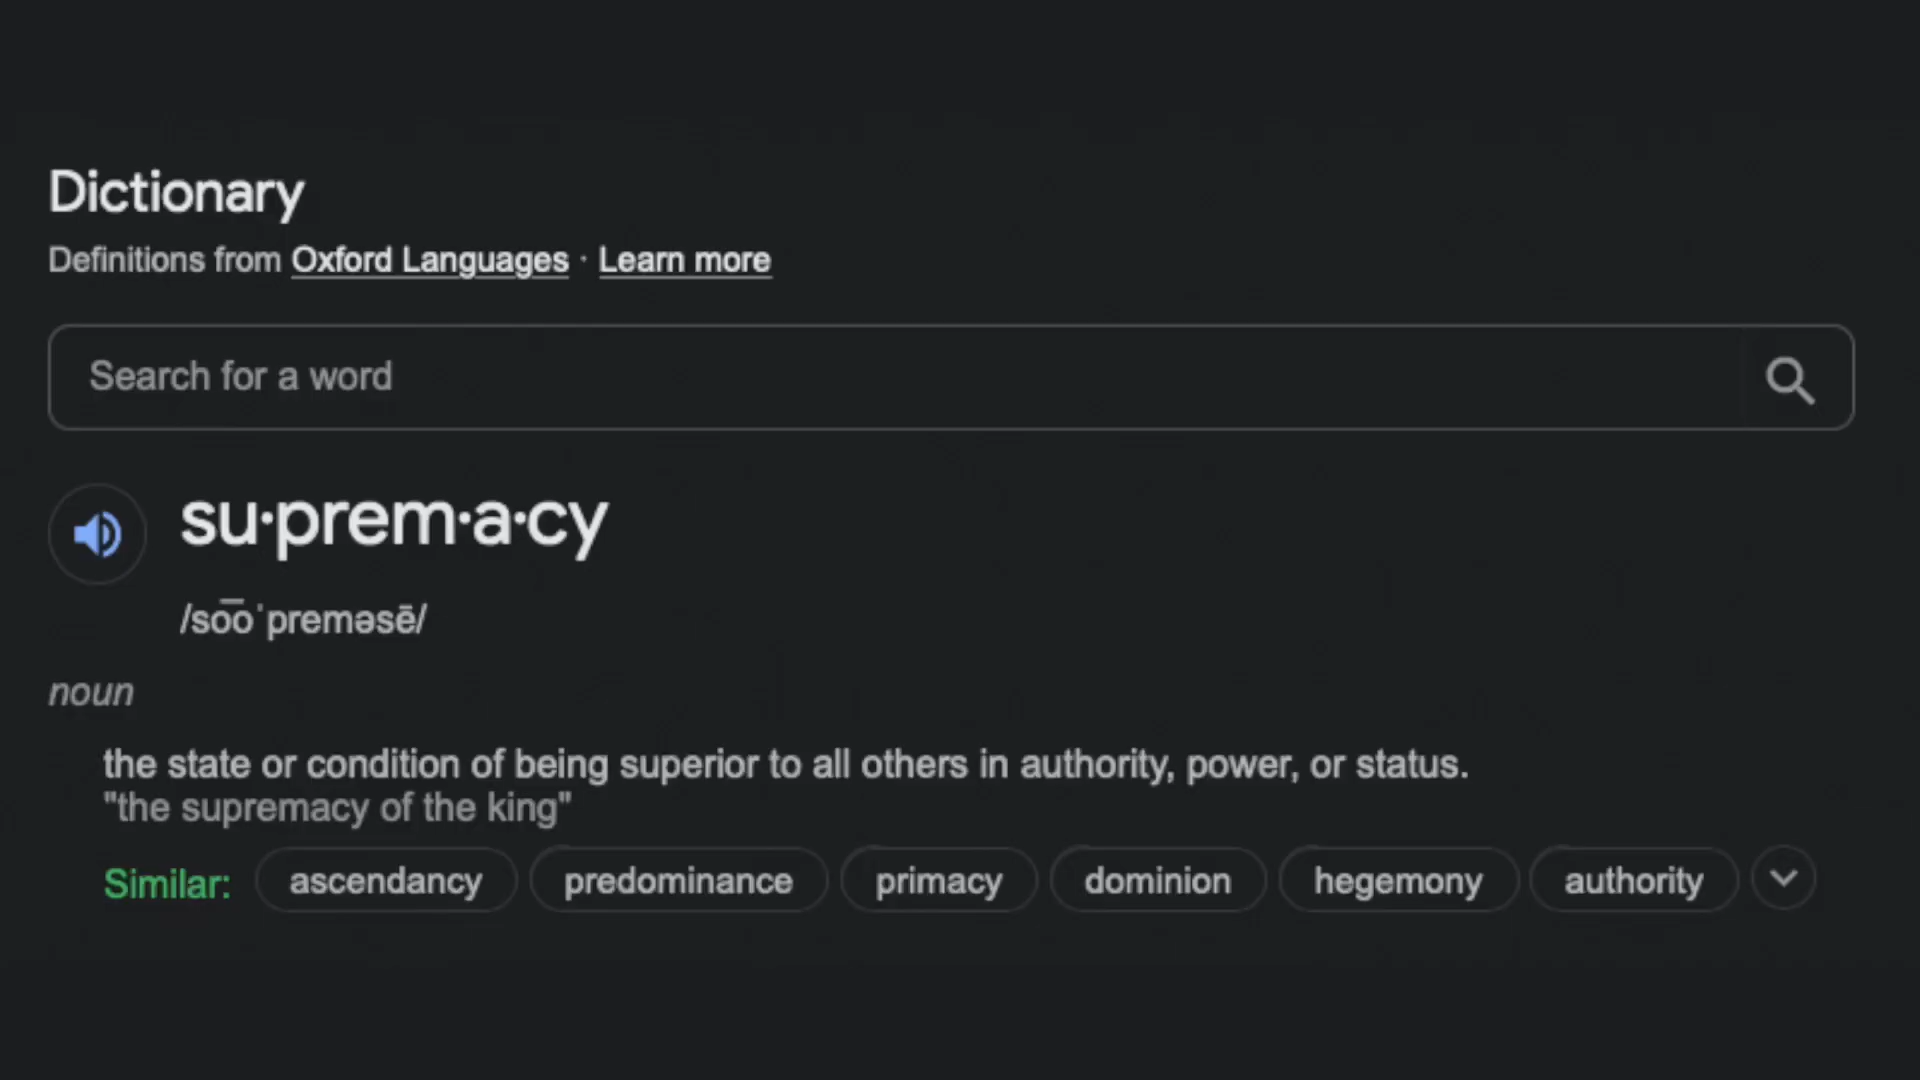 Dictionary
Definitions from Oxford Languages · Learn more
Search for a word
su·prem·a·cy
/so͞oˈpreməsē/
noun
the state or condition of being superior to all others in authority, power, or status.
"the supremacy of the king"
Similar: ascendancy predominance primacy dominion hegemony authority